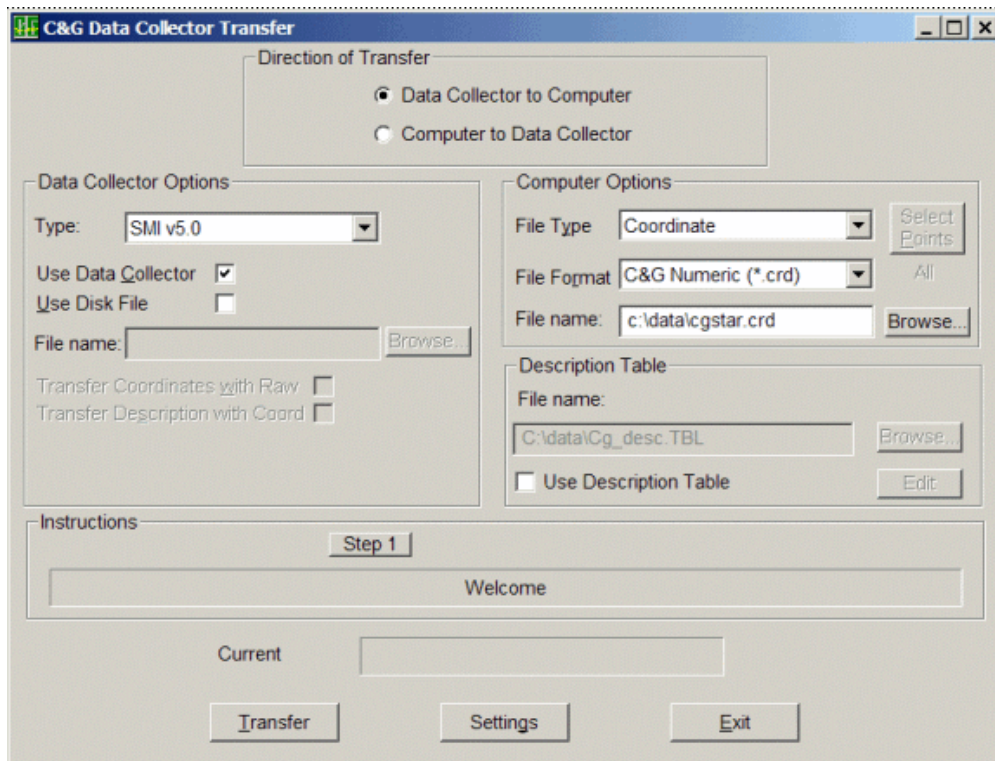 C&G Data Collector Transfer
Direction of Transfer
Data Collector to Computer
Computer to Data Collector
Data Collector Options
Type: SMI v5.0
Use Data Collector
Use Disk File
File name: Browse...
Transfer Coordinates with Raw
Transfer Description with Coord
Computer Options
File Type Coordinate
Select Points
File Format C&G Numeric (*.crd)
All
File name: c:\data\cgstar.crd Browse...
Description Table
File name:
C:\data\Cg_desc.TBL Browse...
Use Description Table Edit
Instructions
Step 1
Welcome
Current
Transfer Settings Exit